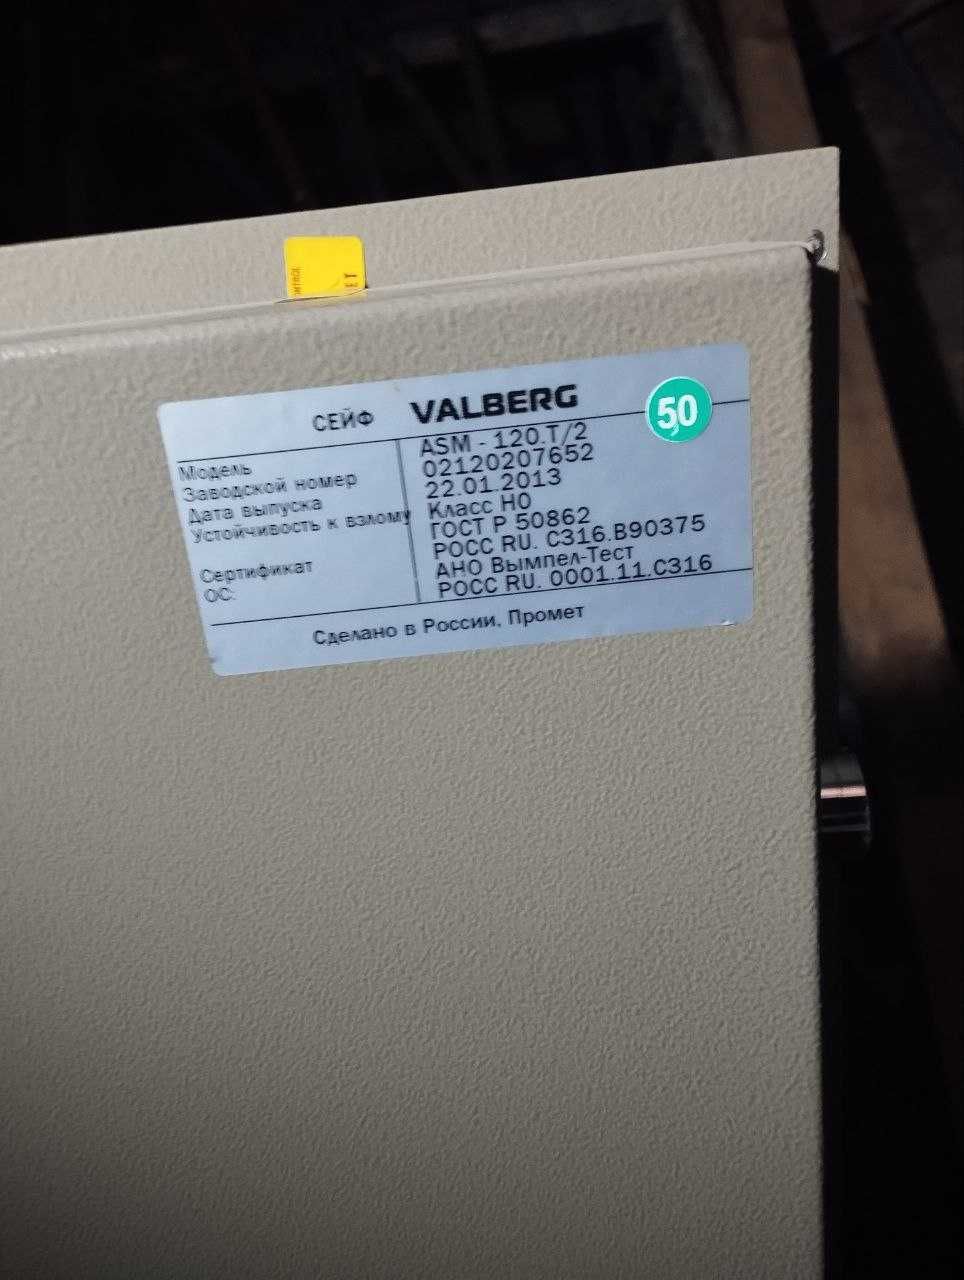 СЕЙФ VALBERG
50
Модель ASM - 120.T/2
Заводской номер 02120207652
Дата выпуска 22.01.2013
Устойчивость к взлому Класс H0
ГОСТ Р 50862
Сертификат РОСС RU. С316.В90375
ОС: АНО Вымпел-Тест
РОСС RU. 0001.11.С316
Сделано в России, Промет